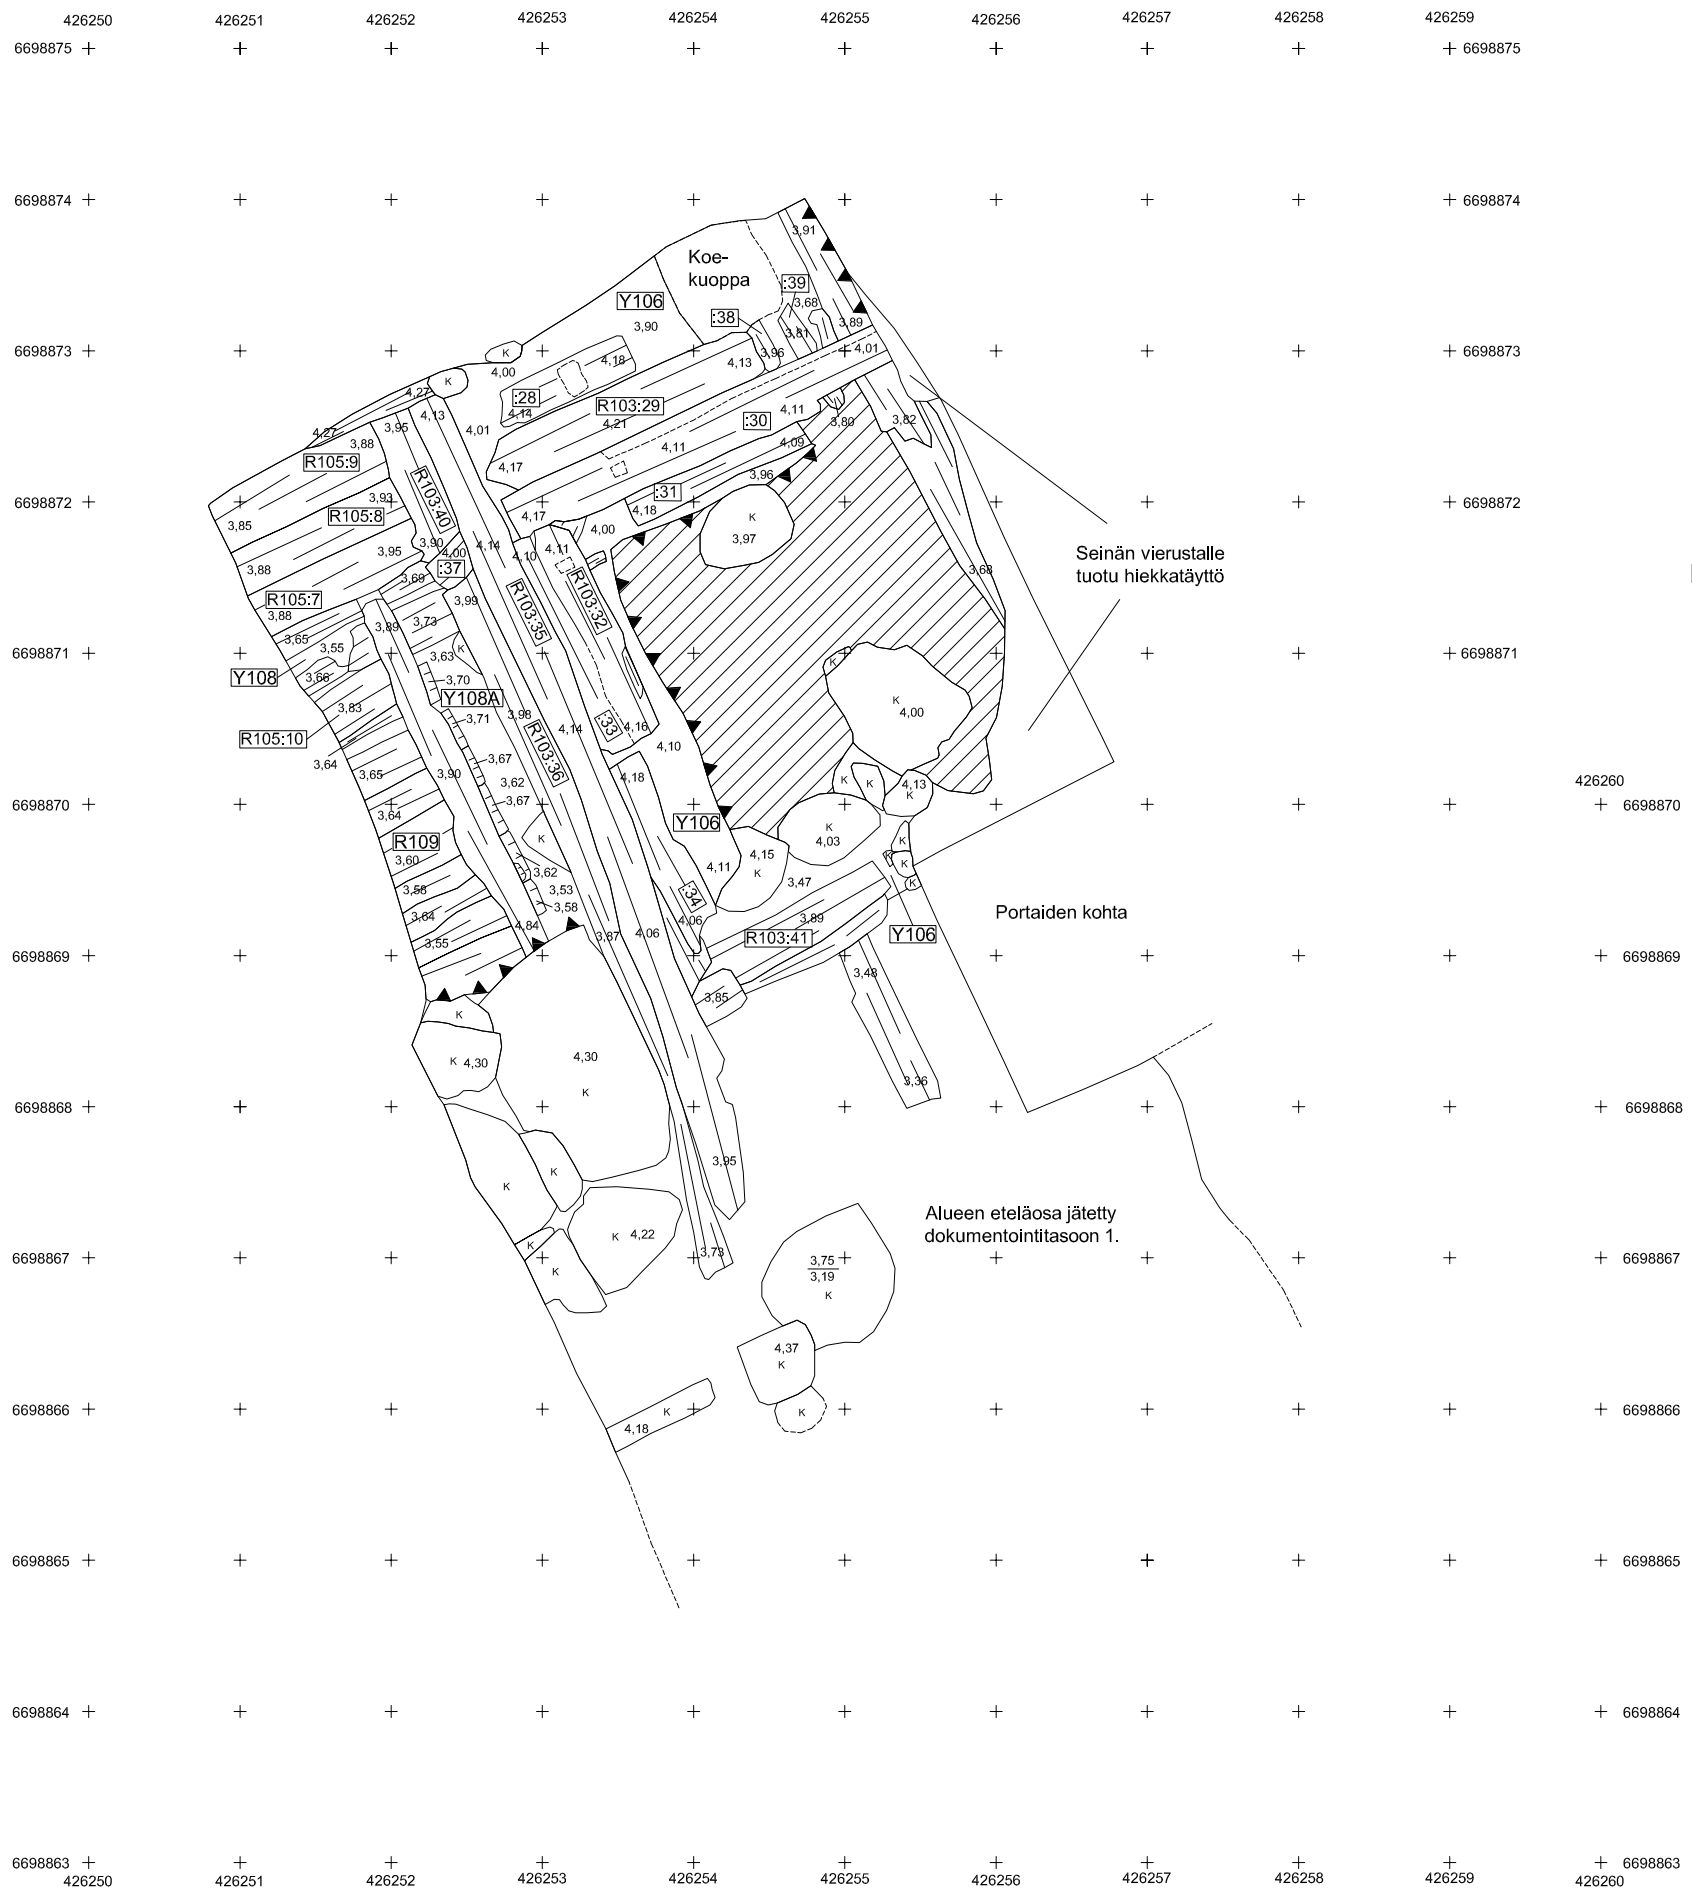 426250 426251 426252 426253 426254 426255 426256 426257 426258 426259
6698875 6698875
6698874 6698874
3,91
Koe-
kuoppa
:39
Y106 3,68
:38 3,89
3,90 3,81
6698873 K 3,96 4,01 6698873
4,18 4,13
4,00
K
4,27 :28 R103:29
4,13 4,14 4,11 3,82
3,95 4,21 :30 3,80
4,27 4,01
3,88 4,11 4,09
R105:9 4,17 3,96
R103:40
3,93 :31
6698872 6698872
R105:8 4,17 4,18 K
3,85 4,00
3,90 4,14 3,97
3,95 4,00 4,10 4,11
Seinän vierustalle
tuotu hiekkatäyttö
3,88 :37 3,68
3,69
R105:7 3,99 R103:35 R103:32
3,88 3,73
3,89
3,65 3,55 K
6698871 3,63 K 6698871
Y108 3,66 3,70
Y108A K
3,83 3,71 3,98 4,00
4,14 :33 4,16
R105:10 R103:36 4,10
3,64 3,67
3,65 3,90 3,62 4,18 K K 4,13 426260
K
6698870 3,67 6698870
3,64 Y106 K
R109 K 4,03 K
3,60 4,15 K
3,62 4,11 K K
3,58 3,53 3,47
3,58 :34
3,64 4,06 3,89 Portaiden kohta
4,84
3,55 3,87 4,06 R103:41 Y106
6698869 6698869
3,48
3,85
K
K 4,30 4,30
K 3,36
6698868 6698868
3,95
K
K
Alueen eteläosa jätetty
dokumentointitasoon 1.
K 4,22
K 3,73
6698867 3,75 6698867
K 3,19
K
4,37
K
6698866 K K 6698866
4,18
6698865 6698865
6698864 6698864
6698863 6698863
426250 426251 426252 426253 426254 426255 426256 426257 426258 426259 426260